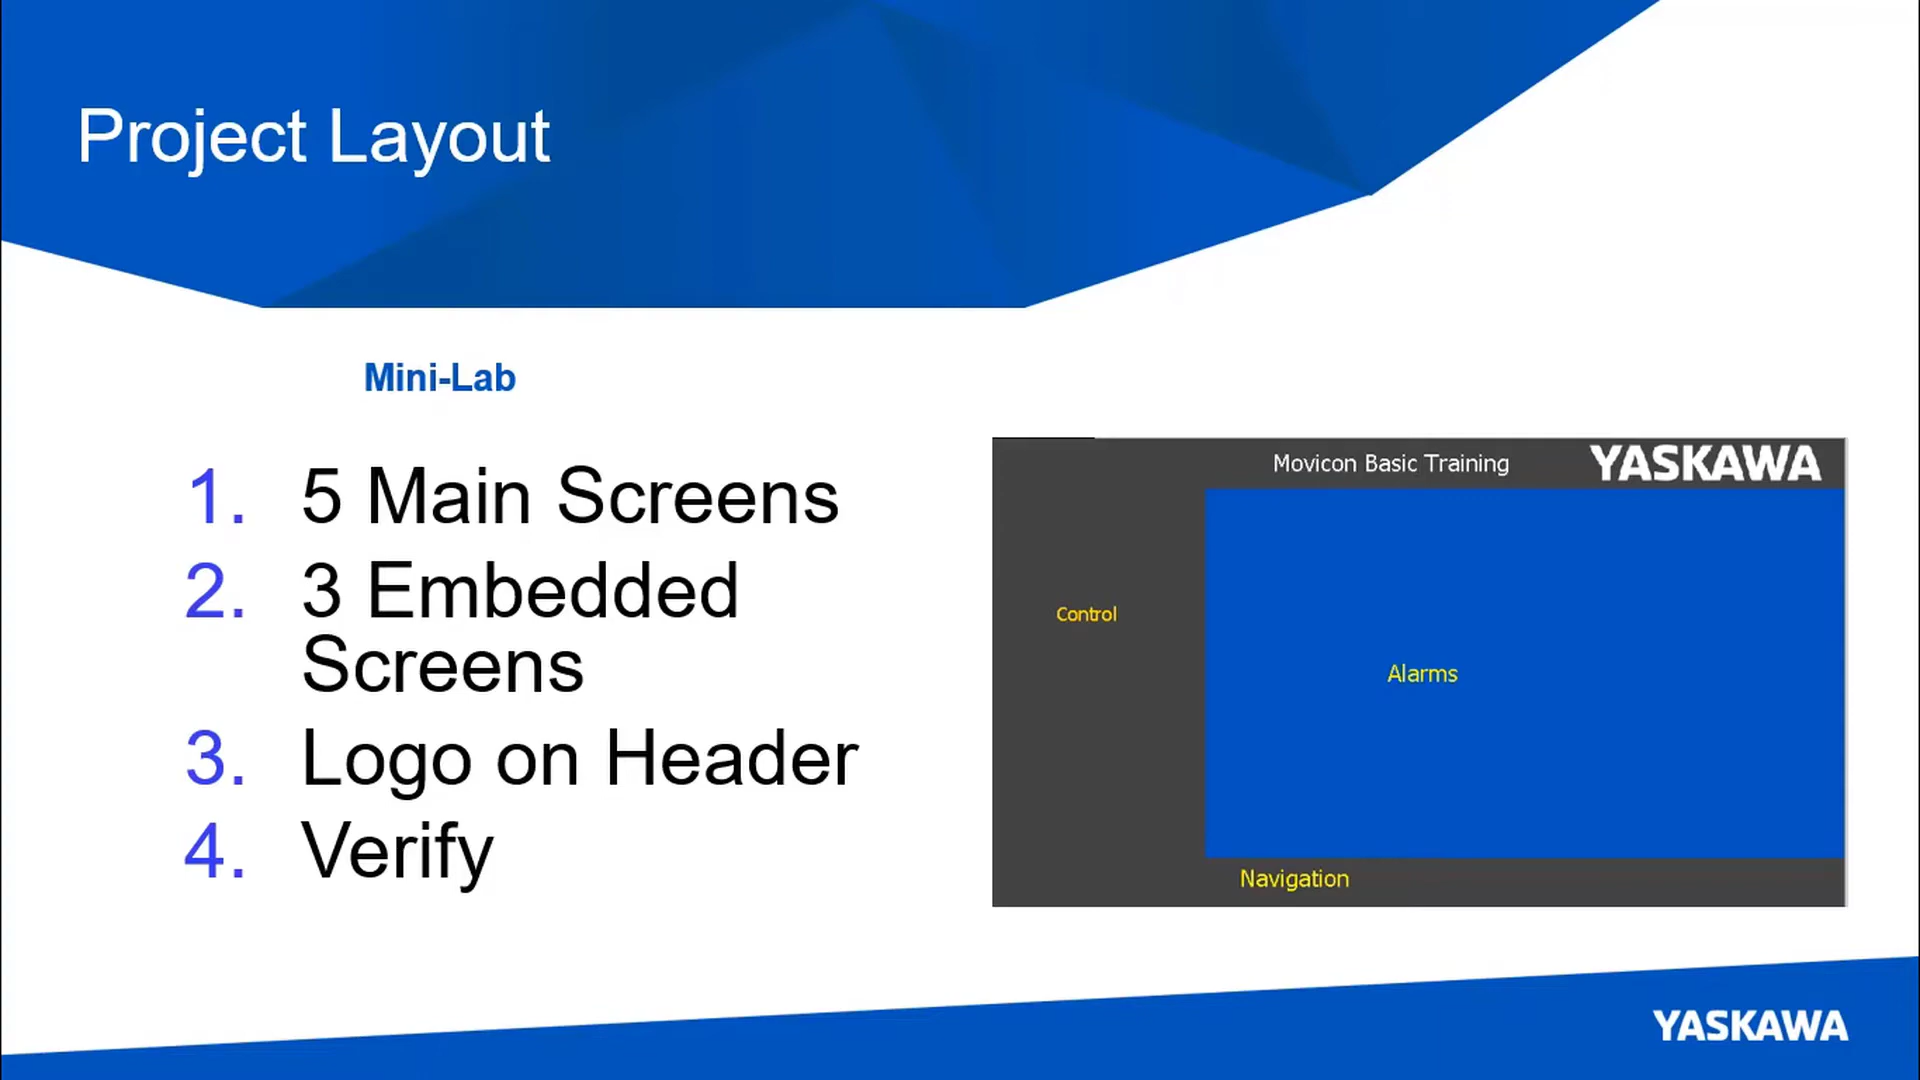 Project Layout
Mini-Lab
1. 5 Main Screens
2. 3 Embedded
Screens
3. Logo on Header
4. Verify
Movicon Basic Training
YASKAWA
Control
Alarms
Navigation
YASKAWA